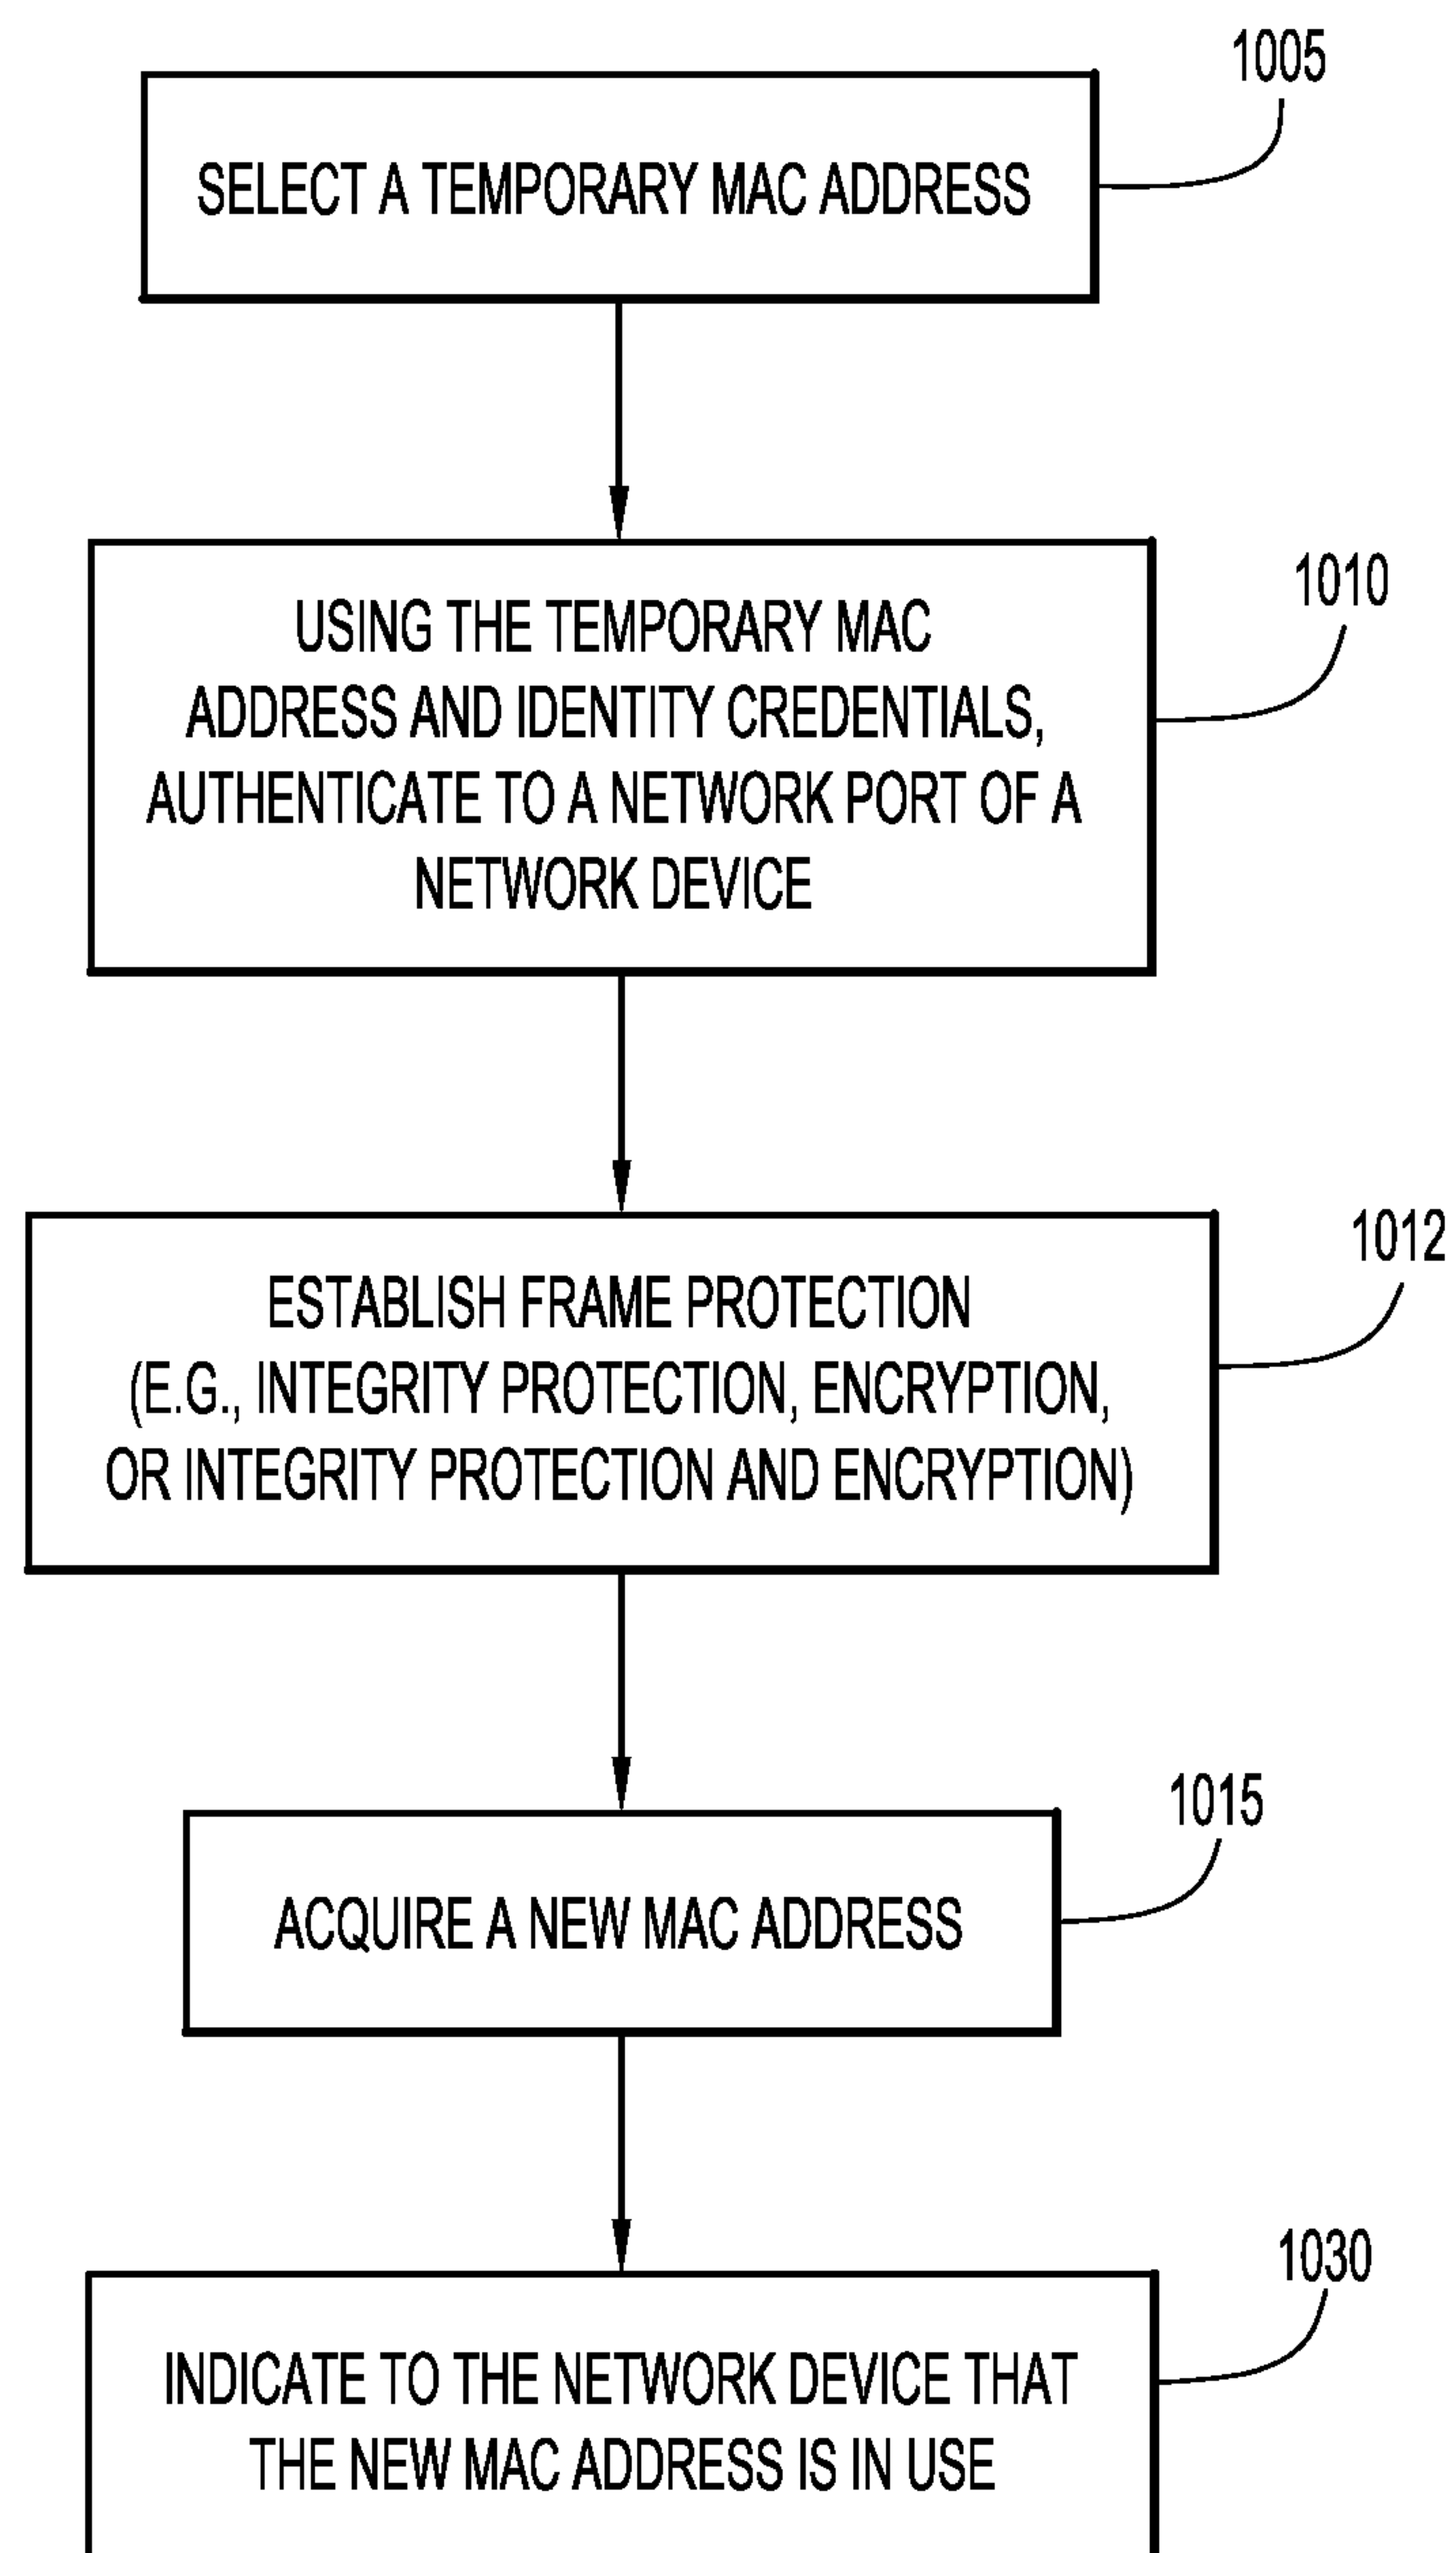 1005
SELECT A TEMPORARY MAC ADDRESS
1010
USING THE TEMPORARY MAC
ADDRESS AND IDENTITY CREDENTIALS,
AUTHENTICATE TO A NETWORK PORT OF A
NETWORK DEVICE
1012
ESTABLISH FRAME PROTECTION
(E.G., INTEGRITY PROTECTION, ENCRYPTION,
OR INTEGRITY PROTECTION AND ENCRYPTION)
1015
ACQUIRE A NEW MAC ADDRESS
1030
INDICATE TO THE NETWORK DEVICE THAT
THE NEW MAC ADDRESS IS IN USE